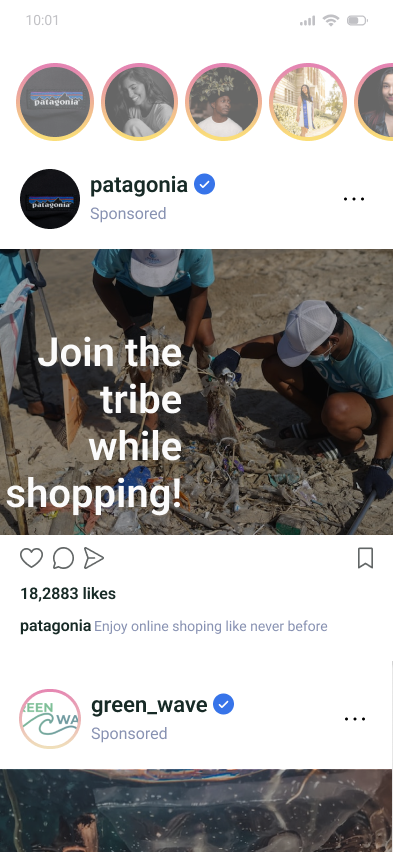 10:01
patagonia
patagonia
patagonia
Sponsored
Join the
tribe
while
shopping!
18,2883 likes
patagonia Enjoy online shoping like never before
REEN
WA
green_wave
Sponsored